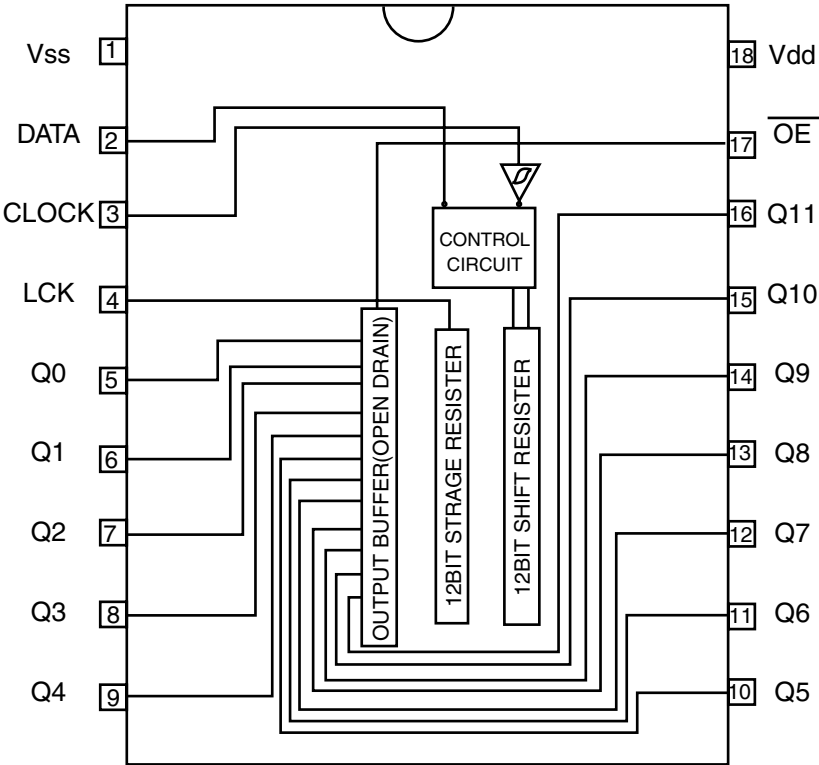 Vss 1
18 Vdd
DATA 2
17 OE
CLOCK 3
16 Q11
CONTROL
CIRCUIT
LCK 4
15 Q10
Q0 5
14 Q9
Q1 6
13 Q8
Q2 7
12 Q7
Q3 8
11 Q6
Q4 9
10 Q5
OUTPUT BUFFER(OPEN DRAIN)
12BIT STRAGE RESISTER
12BIT SHIFT RESISTER